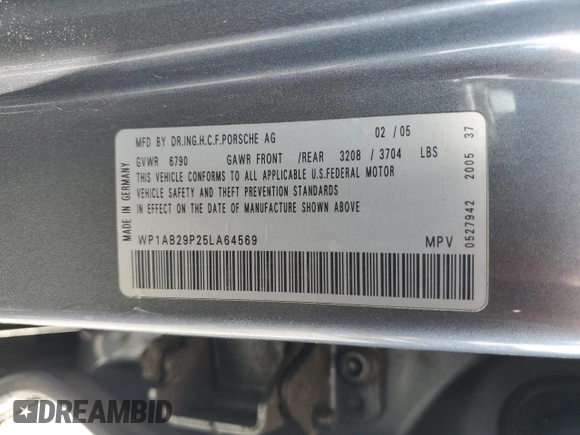 MFD BY DR.ING.H.C.F.PORSCHE AG 02 / 05
GVWR 6790 GAWR FRONT /REAR 3208 / 3704 LBS
THIS VEHICLE CONFORMS TO ALL APPLICABLE U.S.FEDERAL MOTOR
VEHICLE SAFETY AND THEFT PREVENTION STANDARDS
IN EFFECT ON THE DATE OF MANUFACTURE SHOWN ABOVE
WP1AB29P25LA64569 MPV
MADE IN GERMANY
0527942 2005 37
DREAMBID